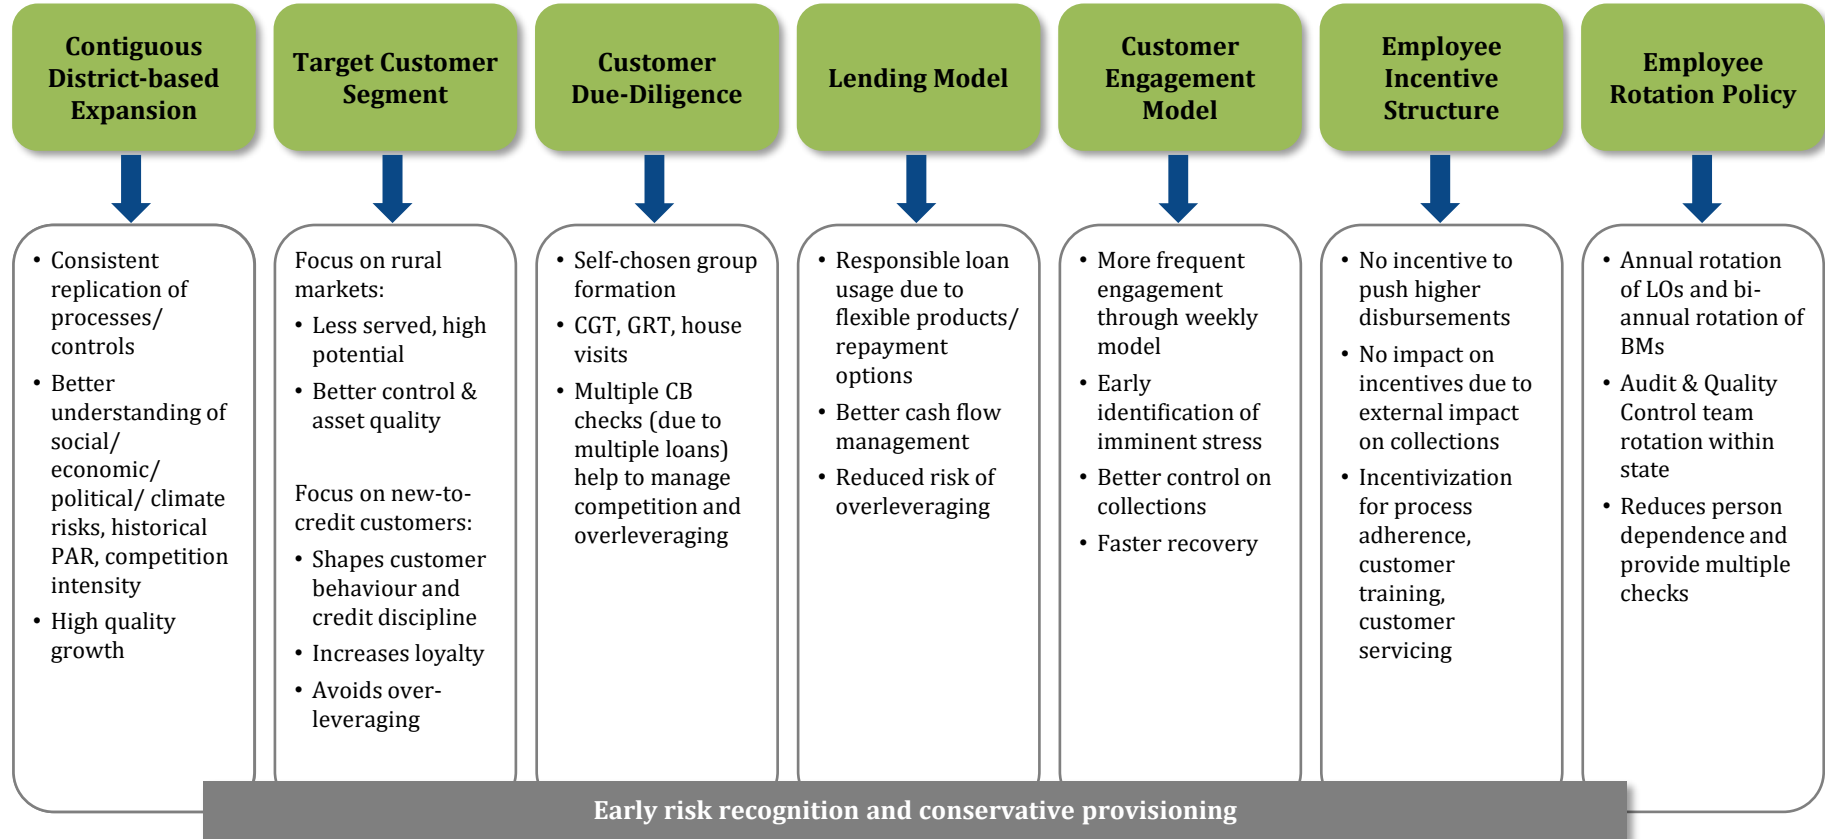 Contiguous
District-based
Expansion
Target Customer
Segment
Customer
Due-Diligence
Lending Model
Customer
Engagement
Model
Employee
Incentive
Structure
Employee
Rotation Policy
• Consistent
replication of
processes/
controls
• Better
understanding of
social/
economic/
political/ climate
risks, historical
PAR, competition
intensity
• High quality
growth
Focus on rural
markets:
• Less served, high
potential
• Better control &
asset quality
Focus on new-to-
credit customers:
• Shapes customer
behaviour and
credit discipline
• Increases loyalty
• Avoids over-
leveraging
• Self-chosen group
formation
• CGT, GRT, house
visits
• Multiple CB
checks (due to
multiple loans)
help to manage
competition and
overleveraging
• Responsible loan
usage due to
flexible products/
repayment
options
• Better cash flow
management
• Reduced risk of
overleveraging
• More frequent
engagement
through weekly
model
• Early
identification of
imminent stress
• Better control on
collections
• Faster recovery
• No incentive to
push higher
disbursements
• No impact on
incentives due to
external impact
on collections
• Incentivization
for process
adherence,
customer
training,
customer
servicing
• Annual rotation
of LOs and bi-
annual rotation of
BMs
• Audit & Quality
Control team
rotation within
state
• Reduces person
dependence and
provide multiple
checks
Early risk recognition and conservative provisioning